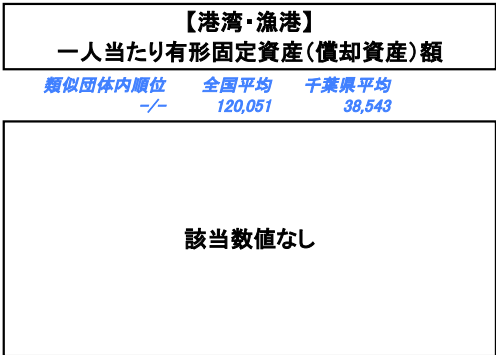 【港湾・漁港】
一人当たり有形固定資産（償却資産）額
類似団体内順位 全国平均 千葉県平均
-/- 120,051 38,543
該当数値なし